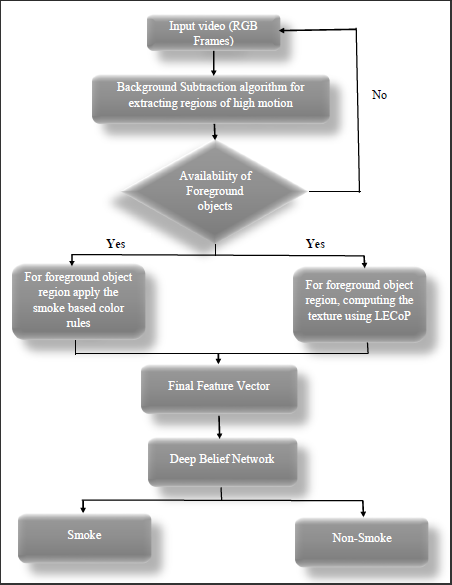 Input video (RGB
Frames)
Background Subtraction algorithm for
extracting regions of high motion
No
Availability of
Foreground
objects
Yes
Yes
For foreground object
region apply the
smoke based color
rules
For foreground object
region, computing the
texture using LECoP
Final Feature Vector
Deep Belief Network
Smoke
Non-Smoke